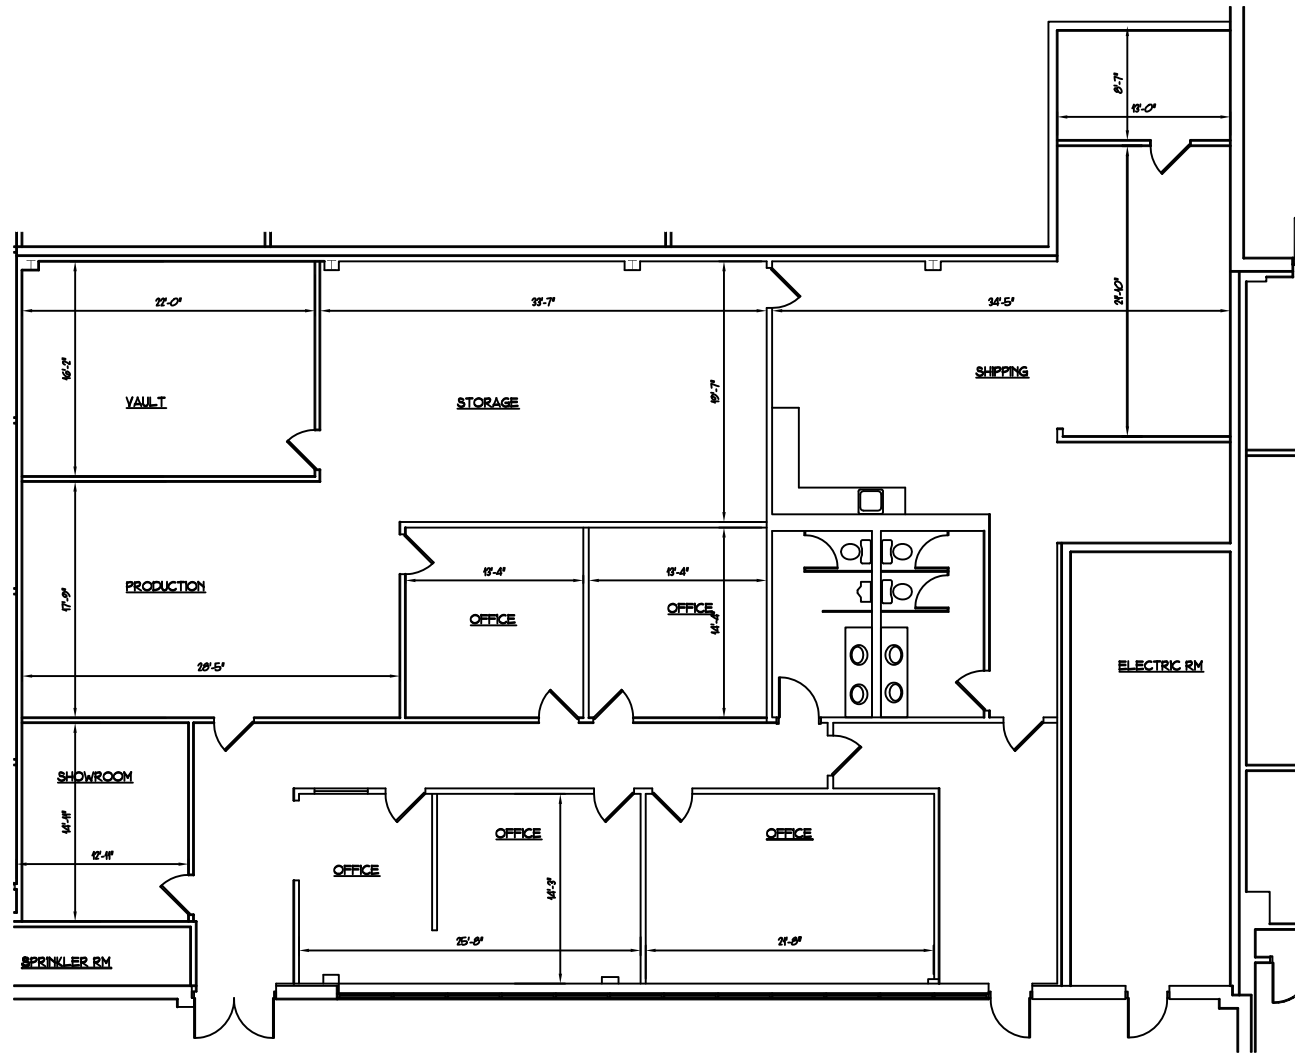 8'-7"
13'-0"
22'-0"
33'-7"
34'-5"
21'-10"
16'-2"
19'-7"
SHIPPING
VAULT
STORAGE
13'-4"
13'-4"
PRODUCTION
17'-9"
OFFICE
OFFICE
14'-4"
28'-5"
ELECTRIC RM
SHOWROOM
14'-11"
12'-11"
OFFICE
OFFICE
OFFICE
14'-3"
25'-8"
21'-8"
SPRINKLER RM